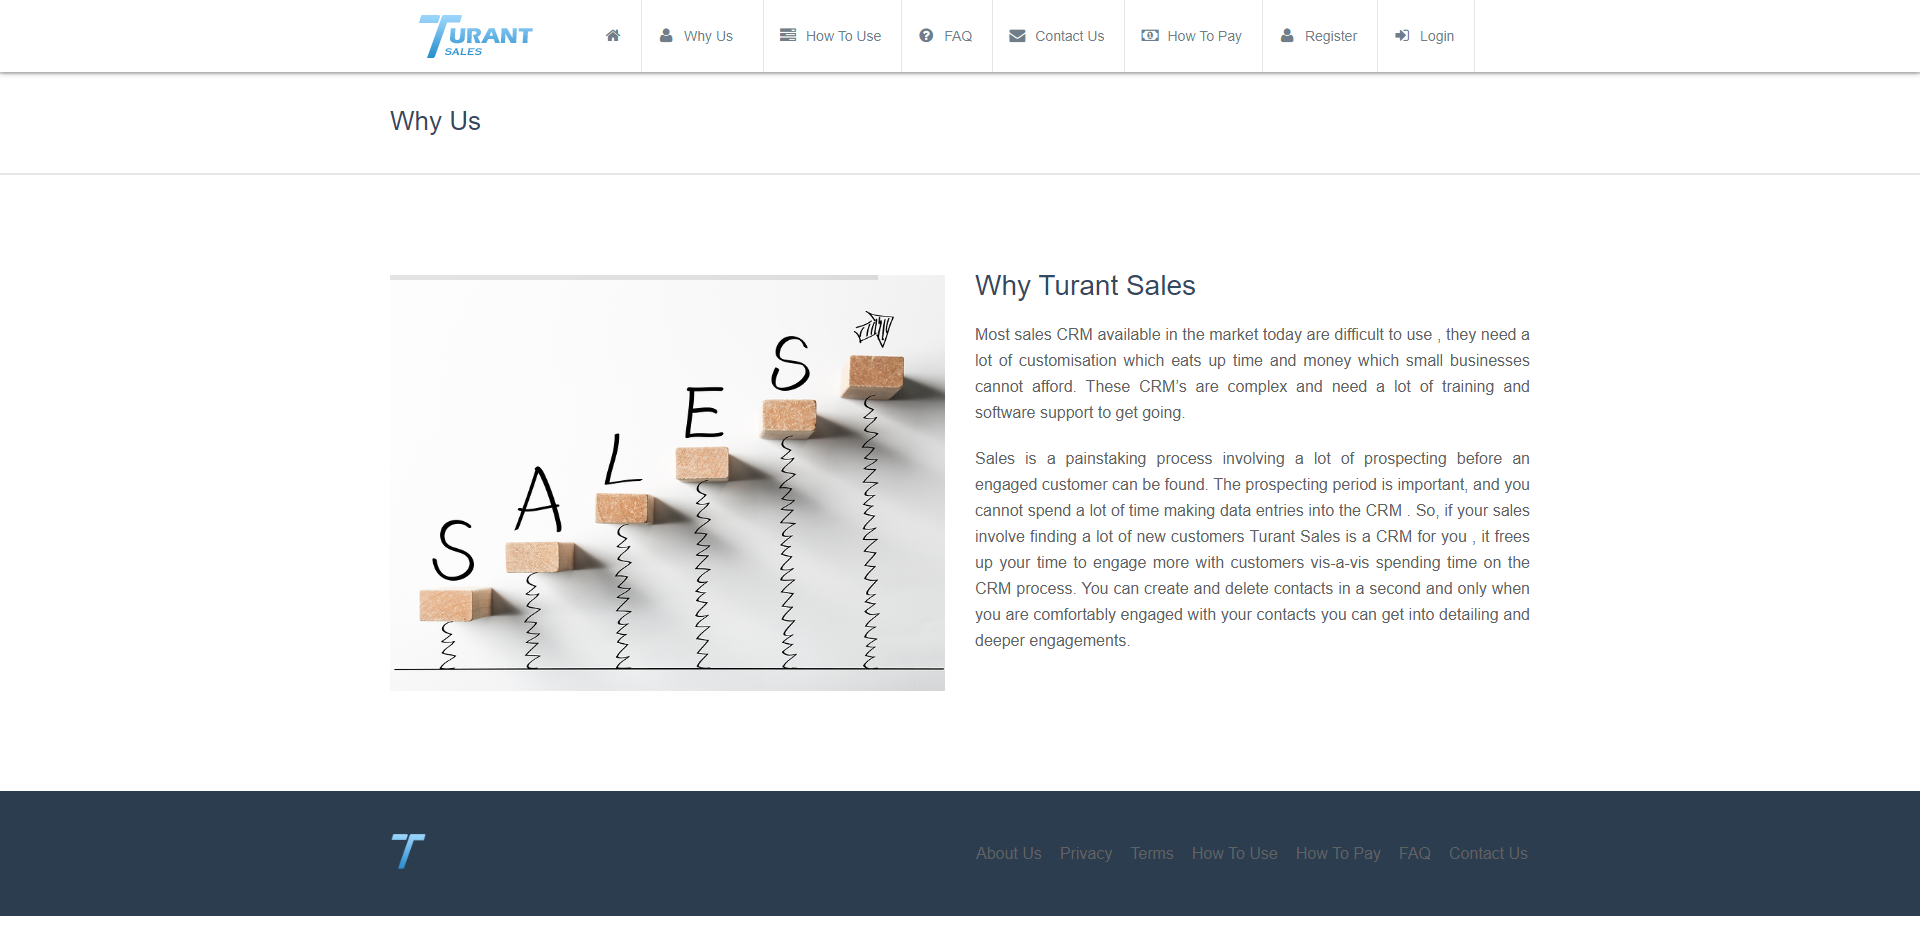 TURANT
SALES
Why Us
How To Use
FAQ
Contact Us
How To Pay
Register
Login
Why Us
S A L E S
Why Turant Sales
Most sales CRM available in the market today are difficult to use , they need a
lot of customisation which eats up time and money which small businesses
cannot afford. These CRM’s are complex and need a lot of training and
software support to get going.
Sales is a painstaking process involving a lot of prospecting before an
engaged customer can be found. The prospecting period is important, and you
cannot spend a lot of time making data entries into the CRM . So, if your sales
involve finding a lot of new customers Turant Sales is a CRM for you , it frees
up your time to engage more with customers vis-a-vis spending time on the
CRM process. You can create and delete contacts in a second and only when
you are comfortably engaged with your contacts you can get into detailing and
deeper engagements.
T
About Us
Privacy
Terms
How To Use
How To Pay
FAQ
Contact Us